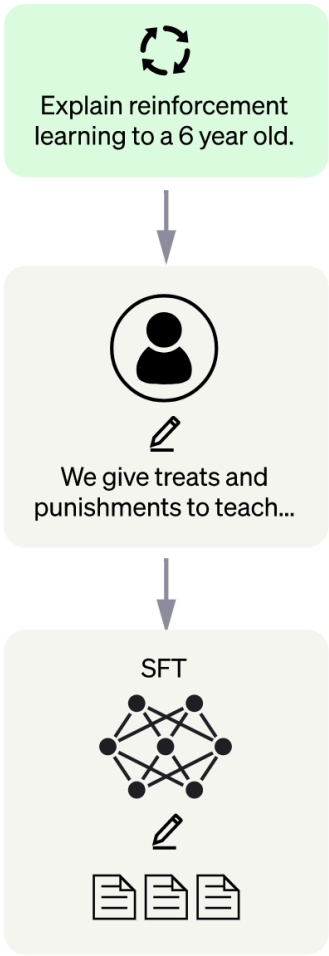 Explain reinforcement
learning to a 6 year old.
We give treats and
punishments to teach...
SFT